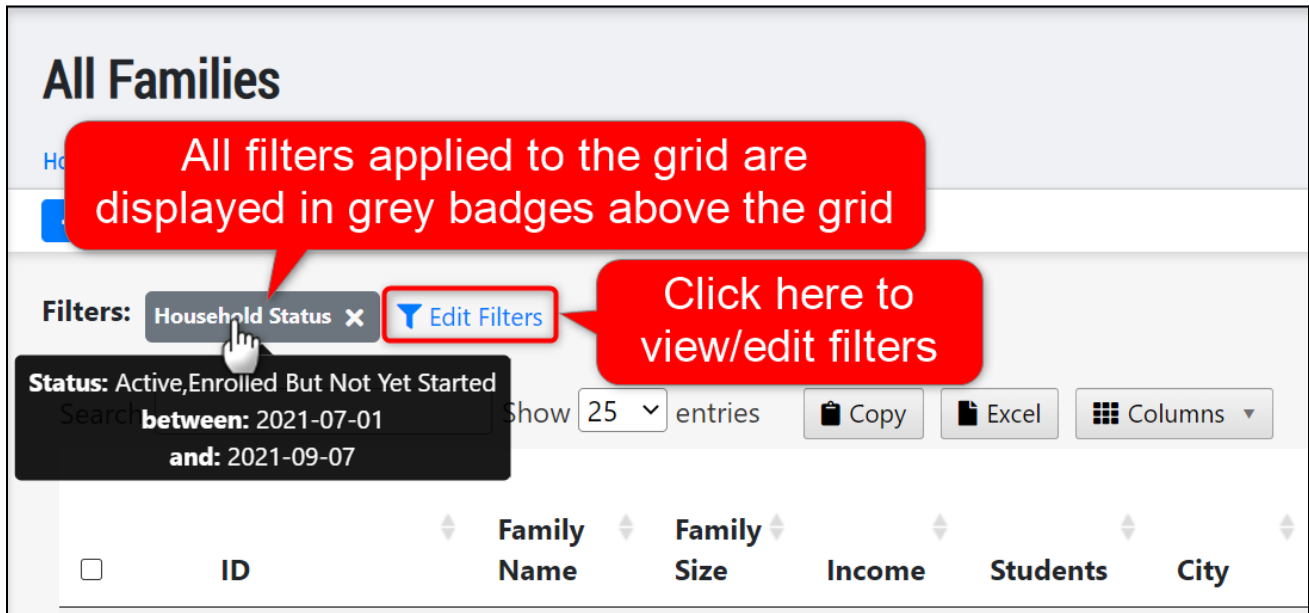 All Families
Ho
All filters applied to the grid are
displayed in grey badges above the grid
Filters: Household Status Edit Filters
Click here to
view/edit filters
Status: Active,Enrolled But Not Yet Started
between: 2021-07-01
and: 2021-09-07
Search Show 25 entries Copy Excel Columns
Family Family
ID Name Size Income Students City